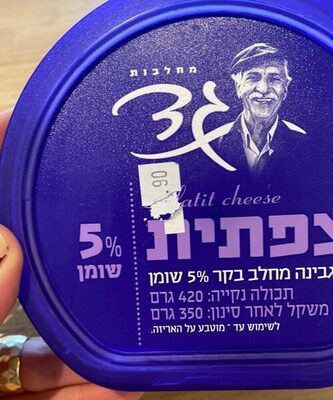 מחלבות
גד
cheese
צפתית
5%
שומן
גבינה מחלב בקר 5% שומן
תכולה נקייה: 420 גרם
משקל לאחר סינון: 350 גרם
לשימוש עד - מוטבע על האריזה.